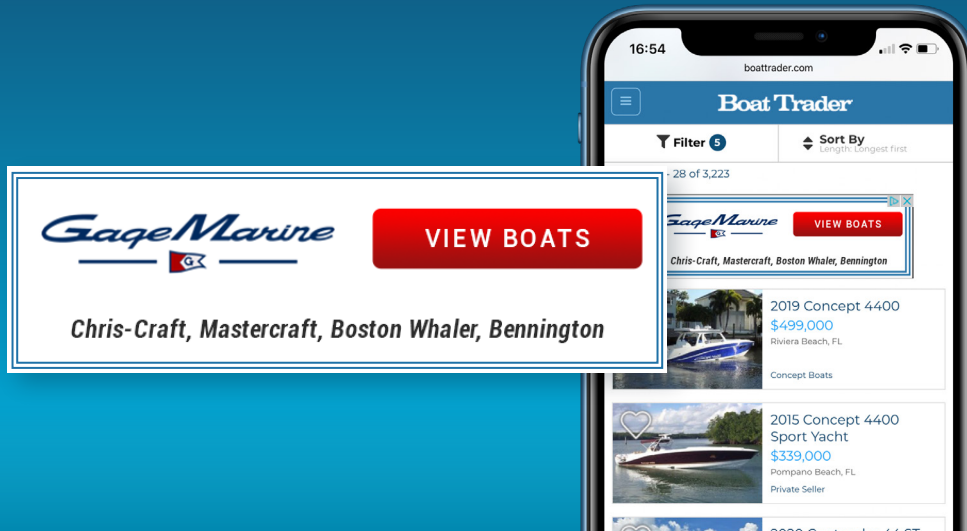 16:54
boattrader.com
Boat Trader
Filter 5
Sort By
Length: Longest first
- 28 of 3,223
GageMarine
G
VIEW BOATS
Chris-Craft, Mastercraft, Boston Whaler, Bennington
GageMarine
G
VIEW BOATS
Chris-Craft, Mastercraft, Boston Whaler, Bennington
2019 Concept 4400
$499,000
Riviera Beach, FL
Concept Boats
2015 Concept 4400
Sport Yacht
$339,000
Pompano Beach, FL
Private Seller